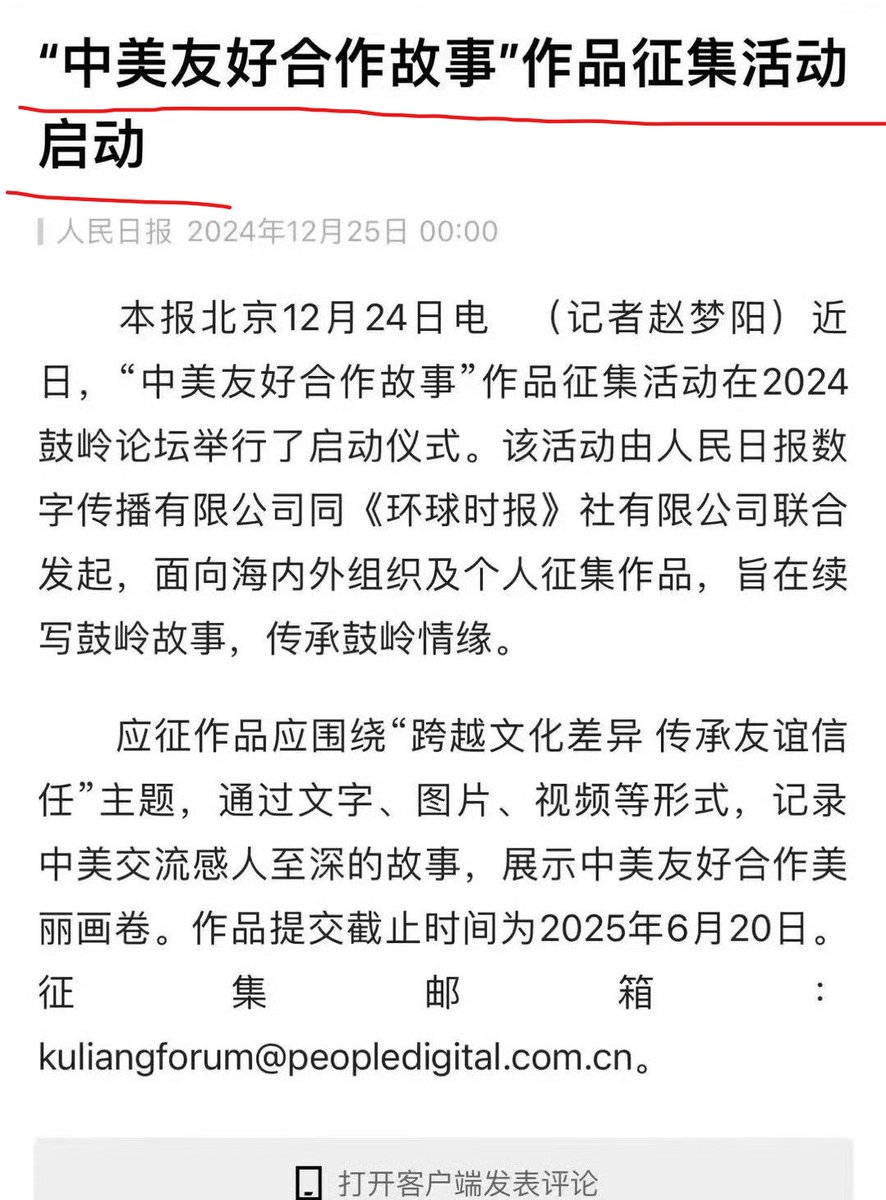 “中美友好合作故事”作品征集活动
启动
人民日报 2024年12月25日 00:00
本报北京12月24日电 （记者赵梦阳）近
日，“中美友好合作故事”作品征集活动在2024
鼓岭论坛举行了启动仪式。该活动由人民日报数
字传播有限公司同《环球时报》社有限公司联合
发起，面向海内外组织及个人征集作品，旨在续
写鼓岭故事，传承鼓岭情缘。
应征作品应围绕“跨越文化差异 传承友谊信
任”主题，通过文字、图片、视频等形式，记录
中美交流感人至深的故事，展示中美友好合作美
丽画卷。作品提交截止时间为2025年6月20日。
征集邮箱：
kuliangforum@peopledigital.com.cn。
打开客户端发表评论